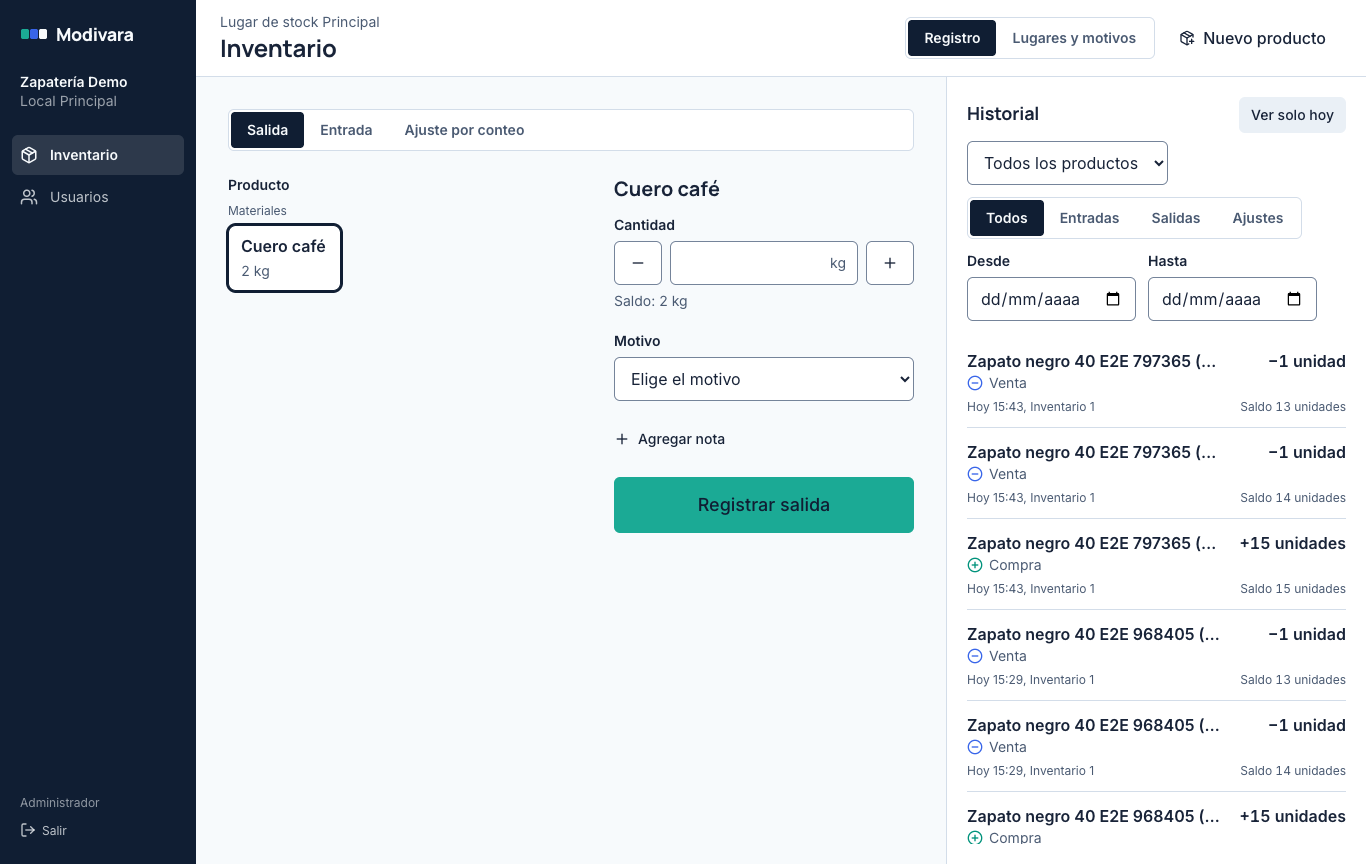 Modivara
Zapatería Demo
Local Principal
Inventario
Usuarios
Administrador
Salir
Lugar de stock Principal
Inventario
Registro
Lugares y motivos
Nuevo producto
Salida
Entrada
Ajuste por conteo
Producto
Materiales
Cuero café
2 kg
Cuero café
Cantidad
− kg +
Saldo: 2 kg
Motivo
Elige el motivo
+ Agregar nota
Registrar salida
Historial
Ver solo hoy
Todos los productos
Todos
Entradas
Salidas
Ajustes
Desde
Hasta
dd/mm/aaaa
dd/mm/aaaa
Zapato negro 40 E2E 797365 (... −1 unidad
Venta
Hoy 15:43, Inventario 1 Saldo 13 unidades
Zapato negro 40 E2E 797365 (... −1 unidad
Venta
Hoy 15:43, Inventario 1 Saldo 14 unidades
Zapato negro 40 E2E 797365 (... +15 unidades
Compra
Hoy 15:43, Inventario 1 Saldo 15 unidades
Zapato negro 40 E2E 968405 (... −1 unidad
Venta
Hoy 15:29, Inventario 1 Saldo 13 unidades
Zapato negro 40 E2E 968405 (... −1 unidad
Venta
Hoy 15:29, Inventario 1 Saldo 14 unidades
Zapato negro 40 E2E 968405 (... +15 unidades
Compra